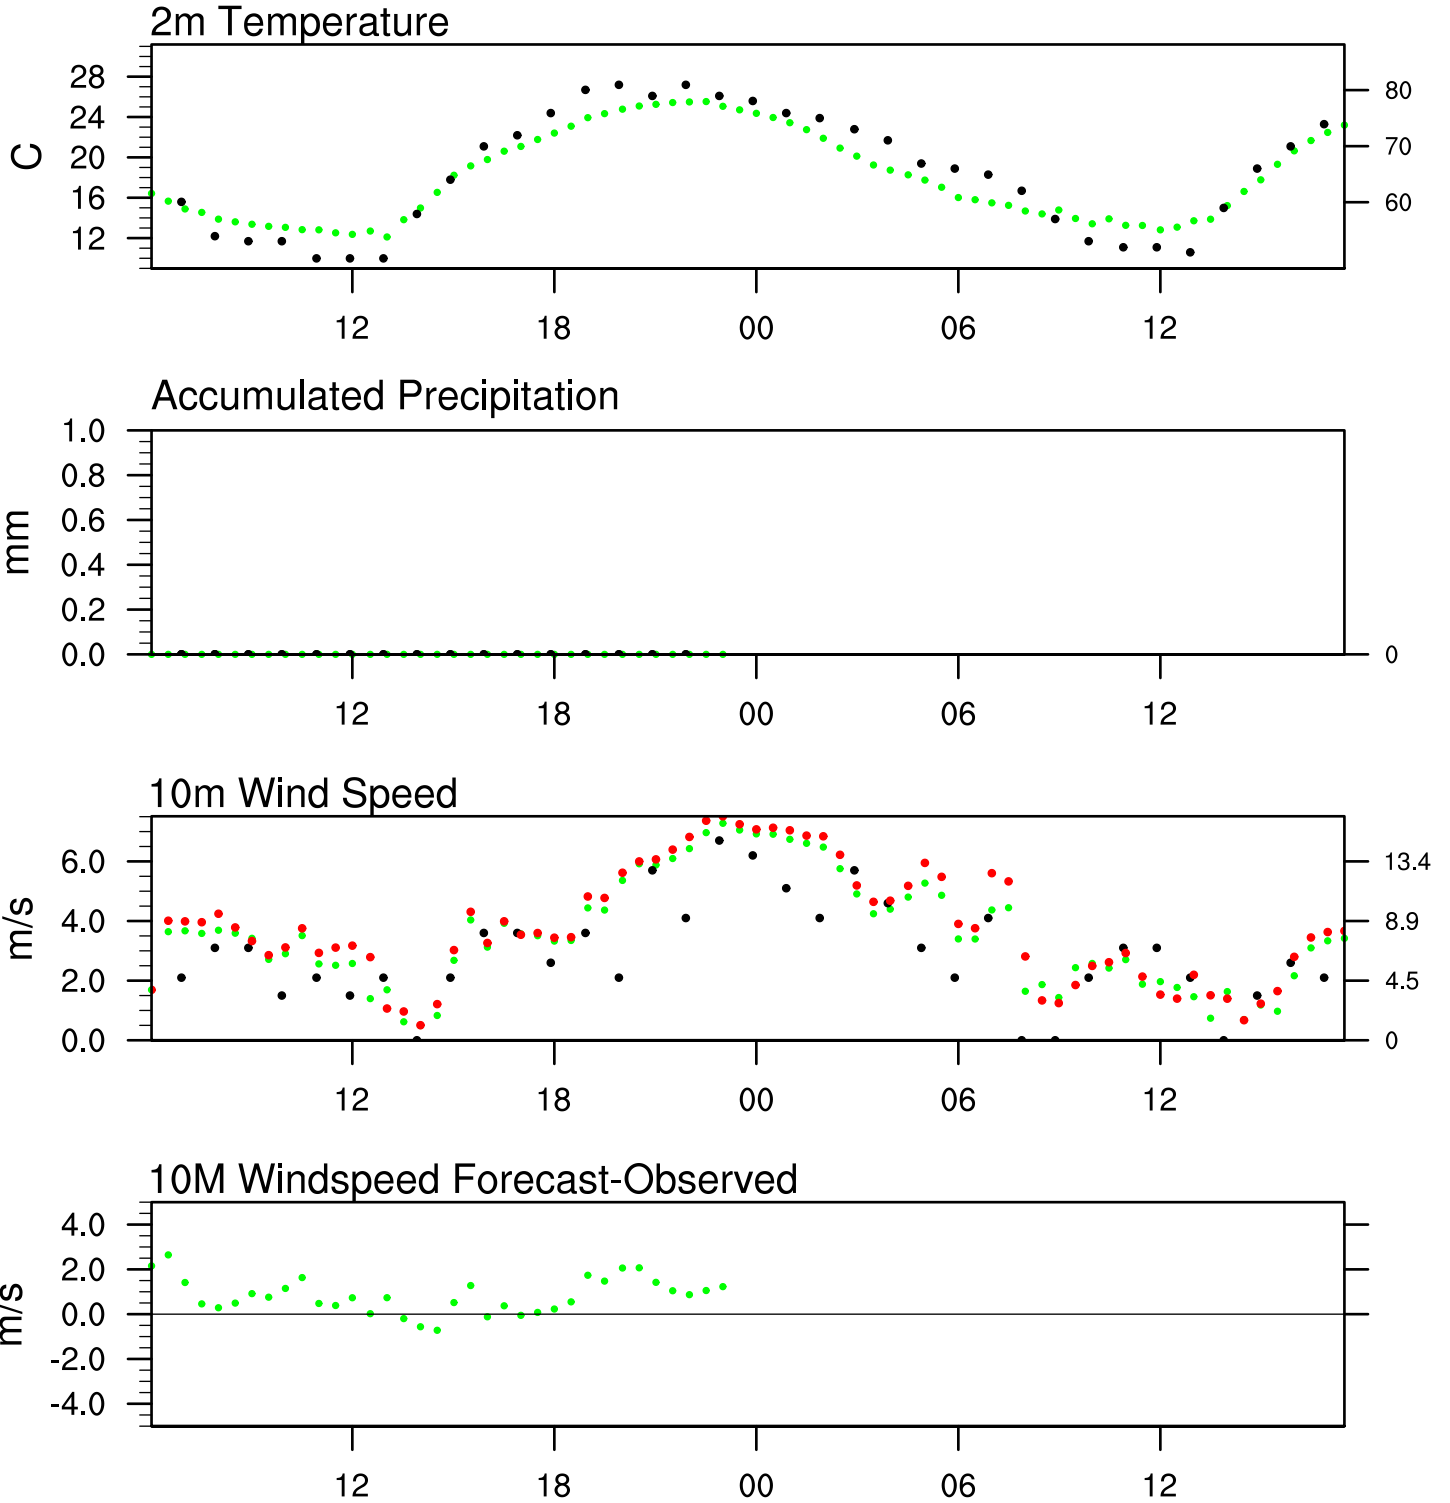 2m Temperature
28
24
20
16
12
C
80
70
60
12 18 00 06 12
Accumulated Precipitation
1.0
0.8
0.6
0.4
0.2
0.0
mm
0
12 18 00 06 12
10m Wind Speed
6.0
4.0
2.0
0.0
m/s
13.4
8.9
4.5
0
12 18 00 06 12
10M Windspeed Forecast-Observed
4.0
2.0
0.0
-2.0
-4.0
m/s
12 18 00 06 12